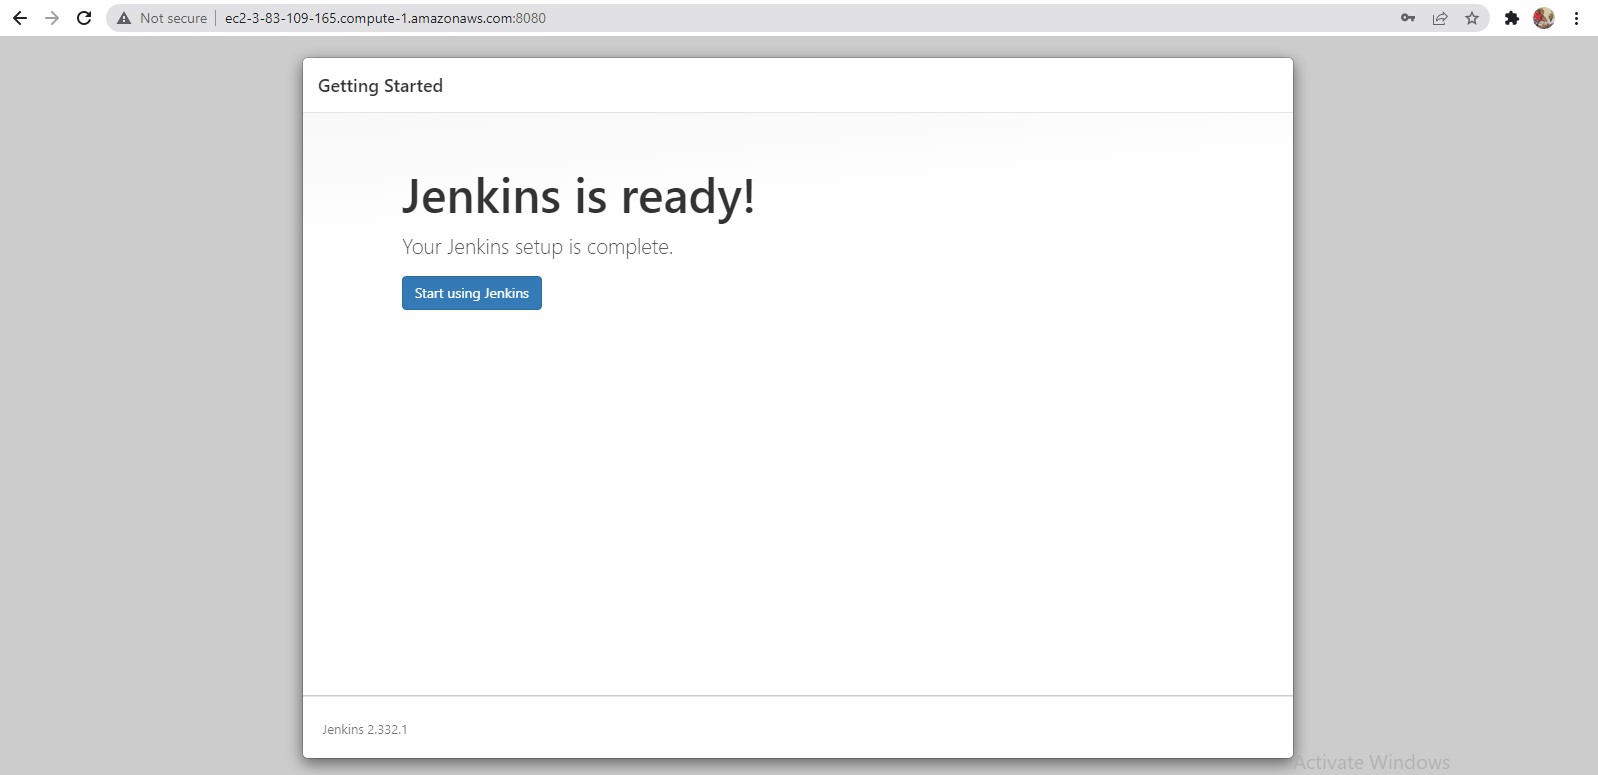 Not secure | ec2-3-83-109-165.compute-1.amazonaws.com:8080
Getting Started
Jenkins is ready!
Your Jenkins setup is complete.
Start using Jenkins
Jenkins 2.332.1
Activate Windows